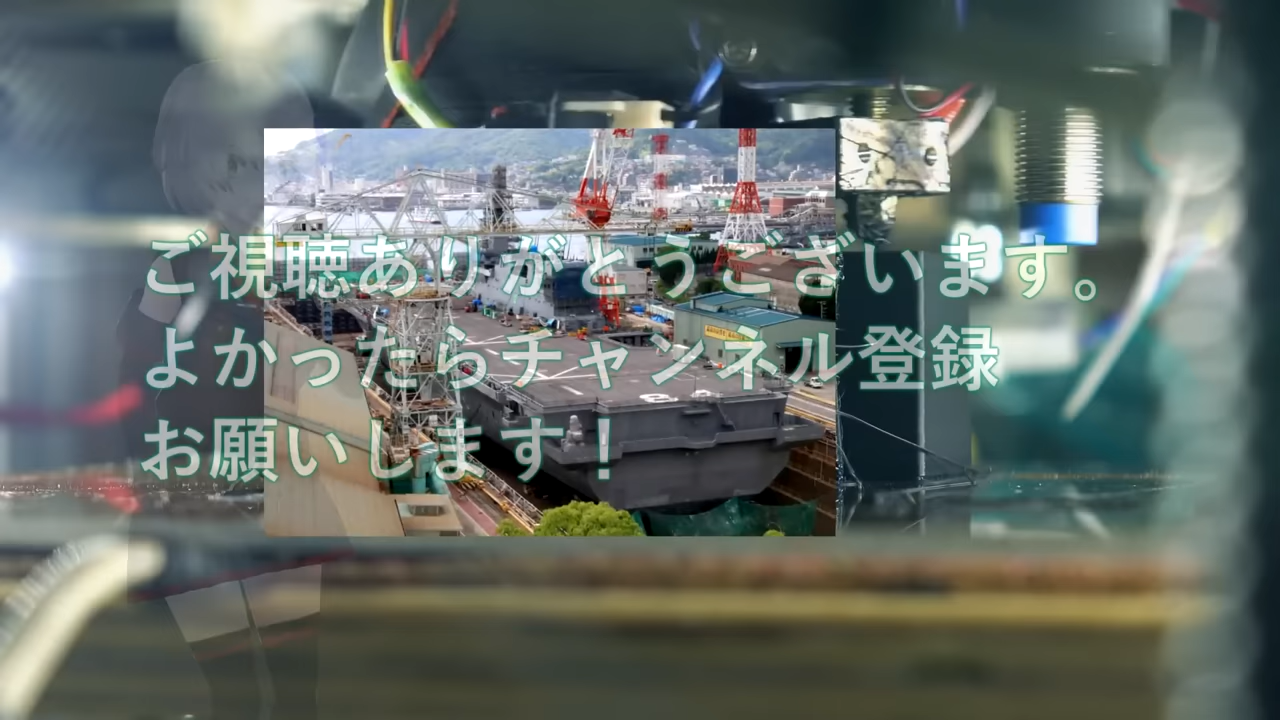 ご視聴ありがとうございます。
よかったらチャンネル登録
お願いします！
8